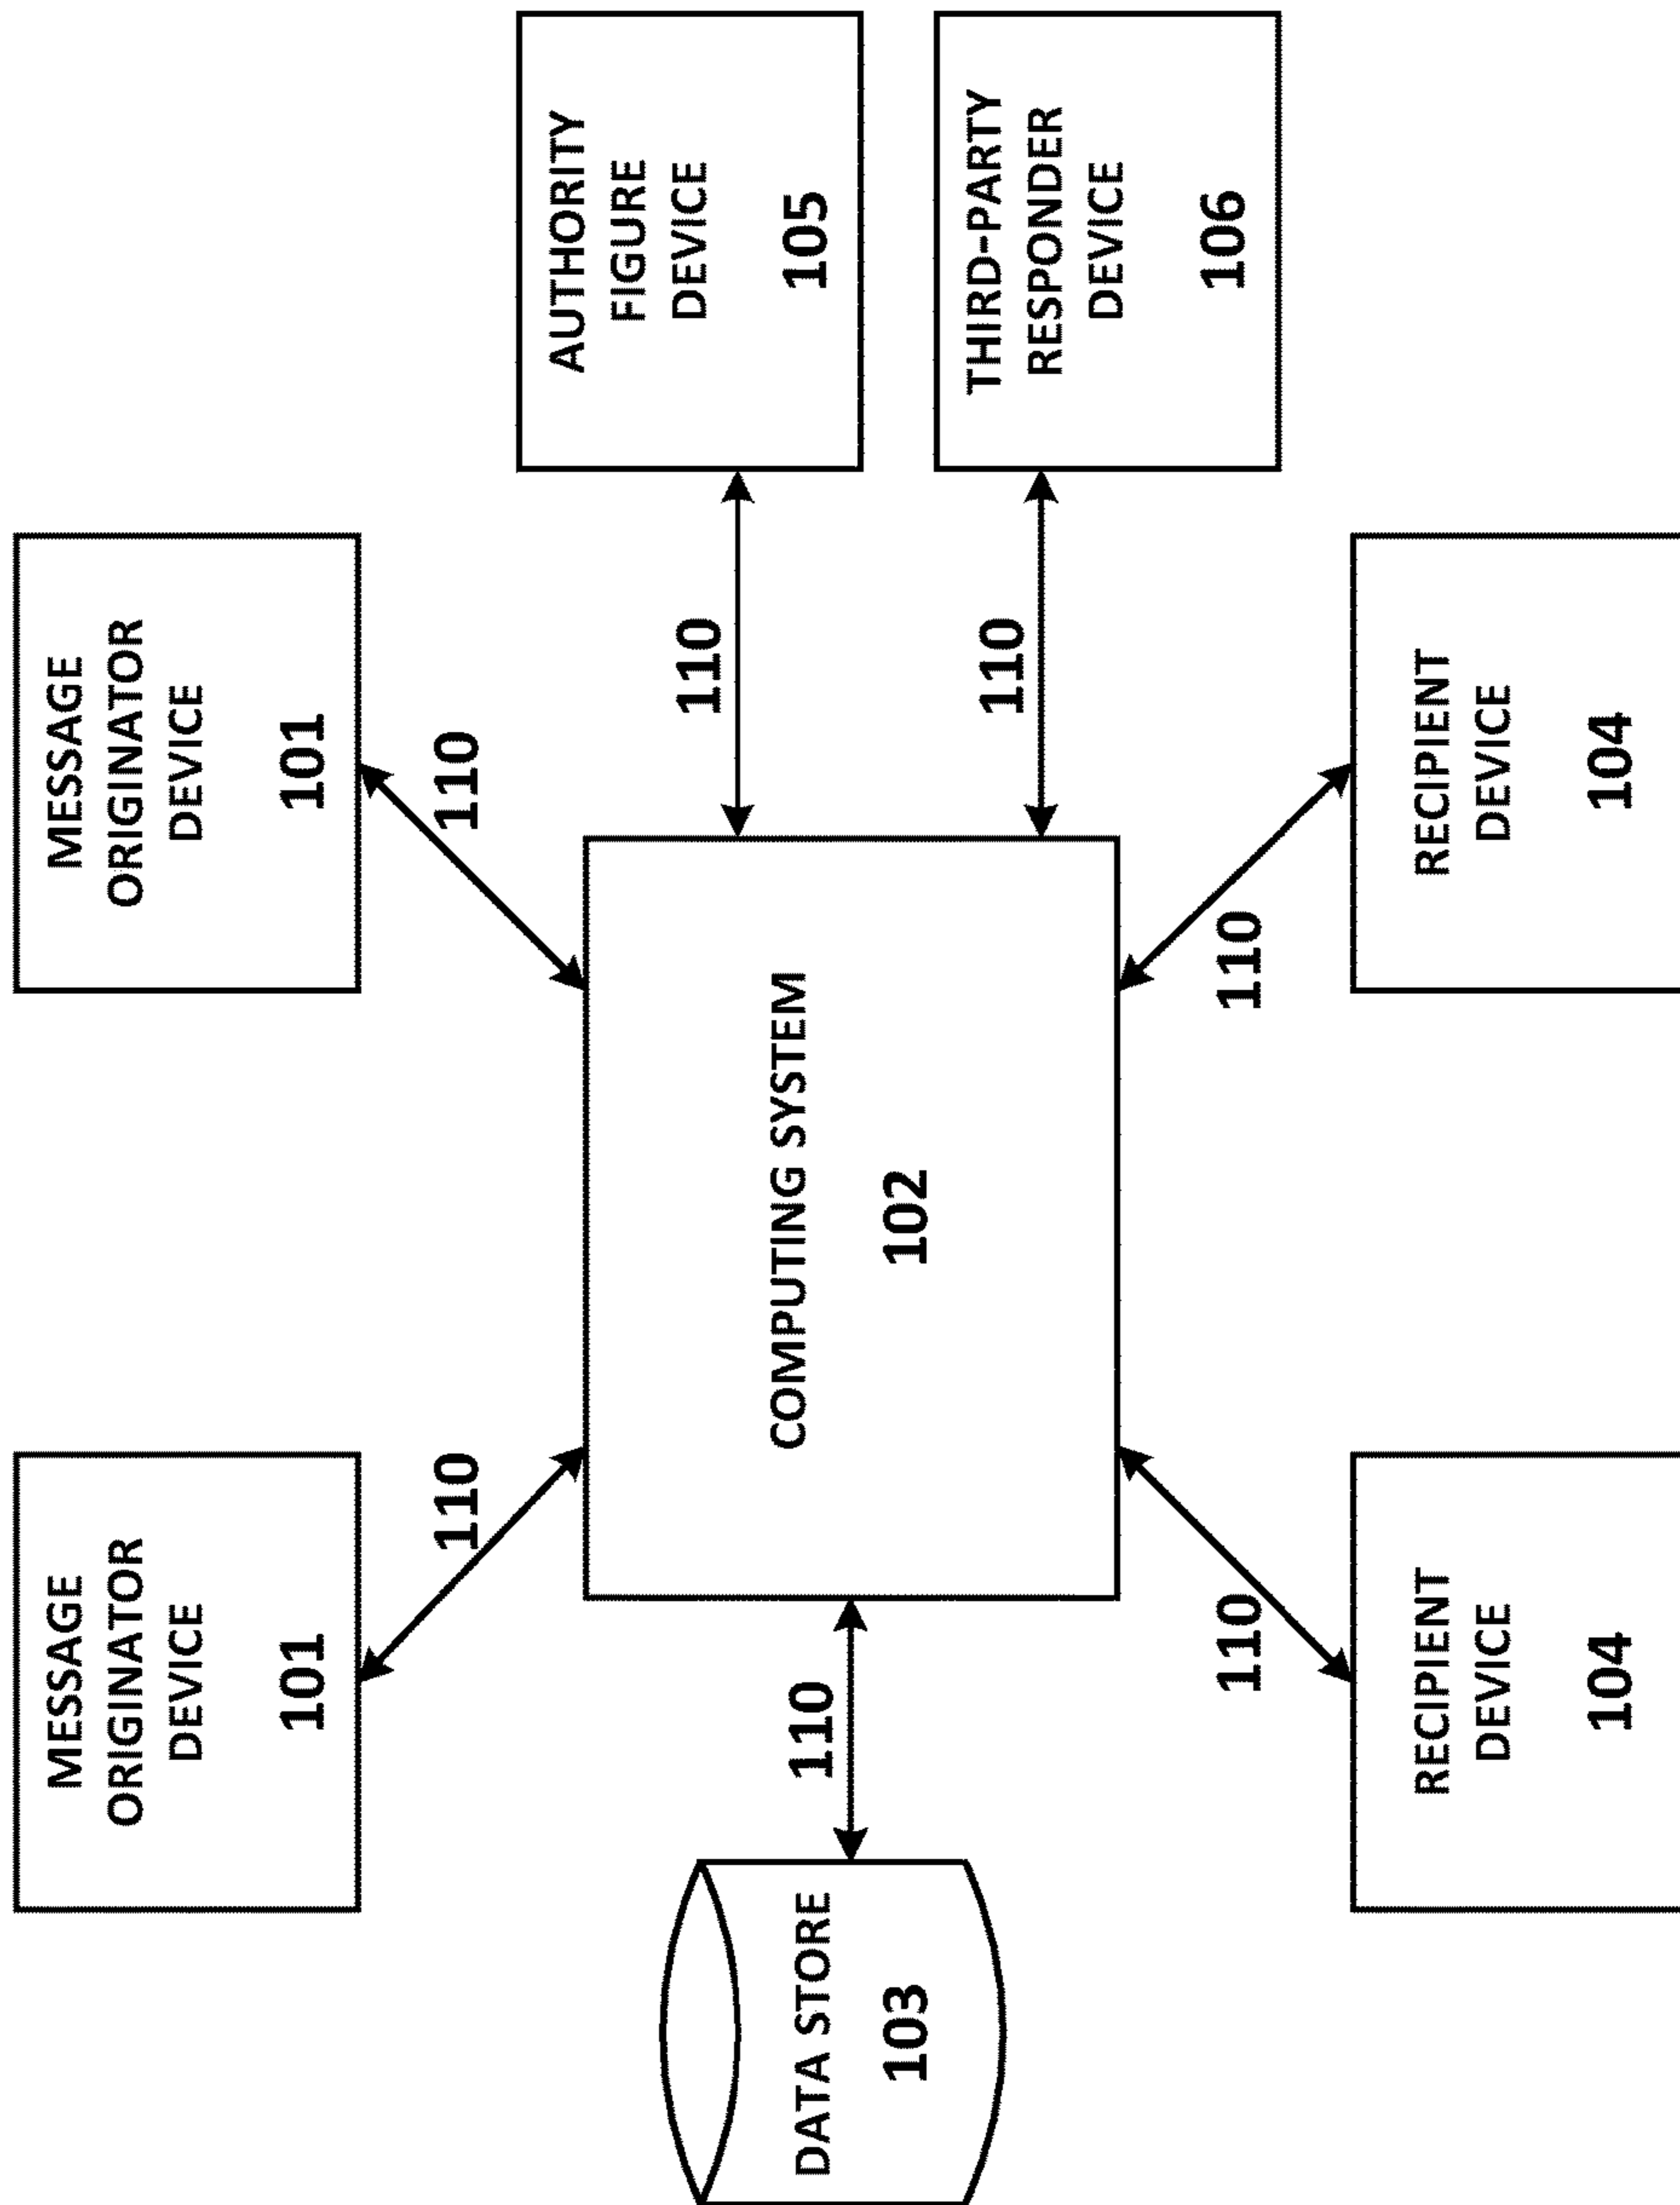 MESSAGE
ORIGINATOR
DEVICE
101
MESSAGE
ORIGINATOR
DEVICE
101
110
110
DATA STORE
103
110
COMPUTING SYSTEM
102
110
AUTHORITY
FIGURE
DEVICE
105
110
THIRD-PARTY
RESPONDER
DEVICE
106
110
110
RECIPIENT
DEVICE
104
RECIPIENT
DEVICE
104